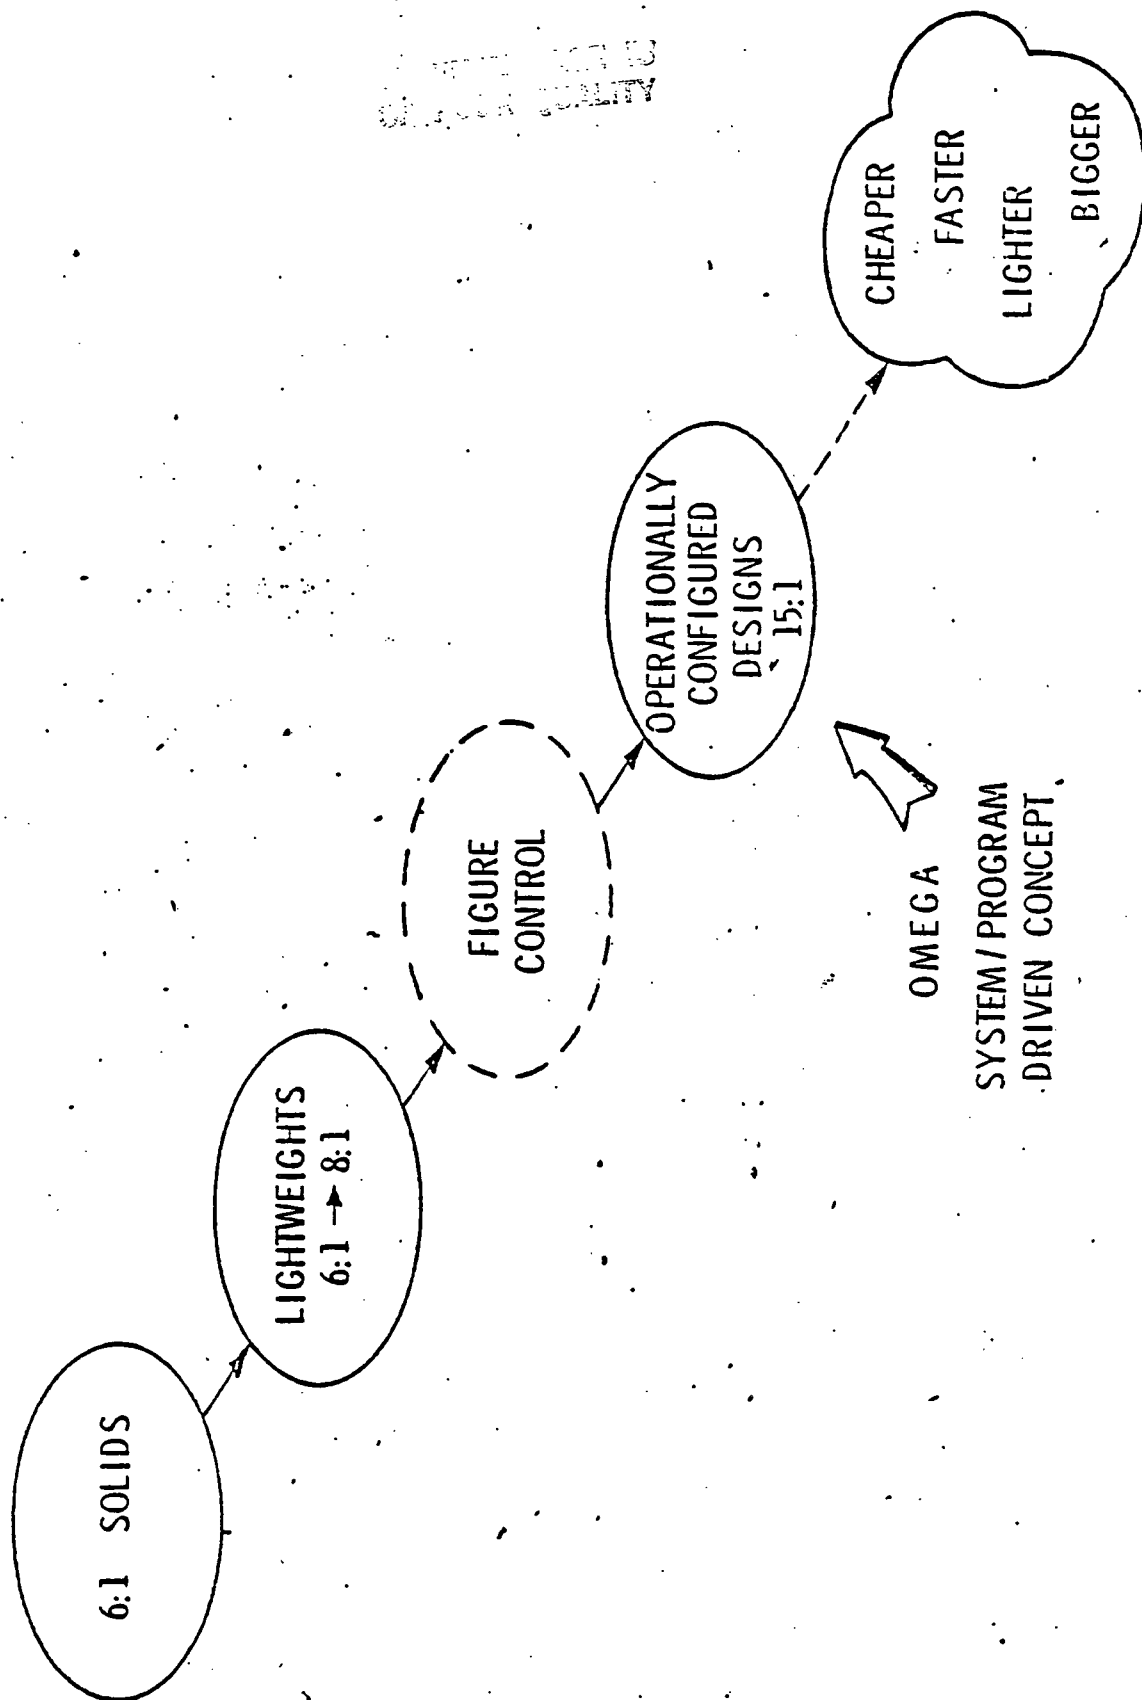 6:1 SOLIDS
LIGHTWEIGHTS
6:1 → 8:1
FIGURE
CONTROL
OPERATIONALLY
CONFIGURED
DESIGNS
15:1
CHEAPER
FASTER
LIGHTER
BIGGER
OMEGA
SYSTEM/PROGRAM
DRIVEN CONCEPT
QUALITY